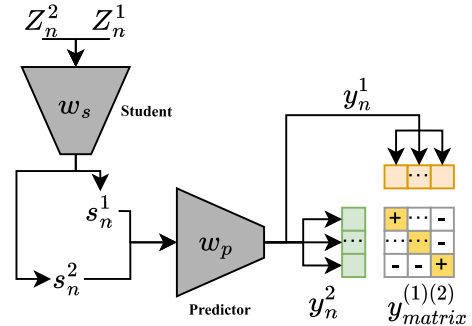 Z_n^2 Z_n^1
w_s
Student
y_n^1
...
s_n^1
+ ... -
w_p
... ... ...
s_n^2
- - +
Predictor
y_n^2
y_{matrix}^{(1)(2)}